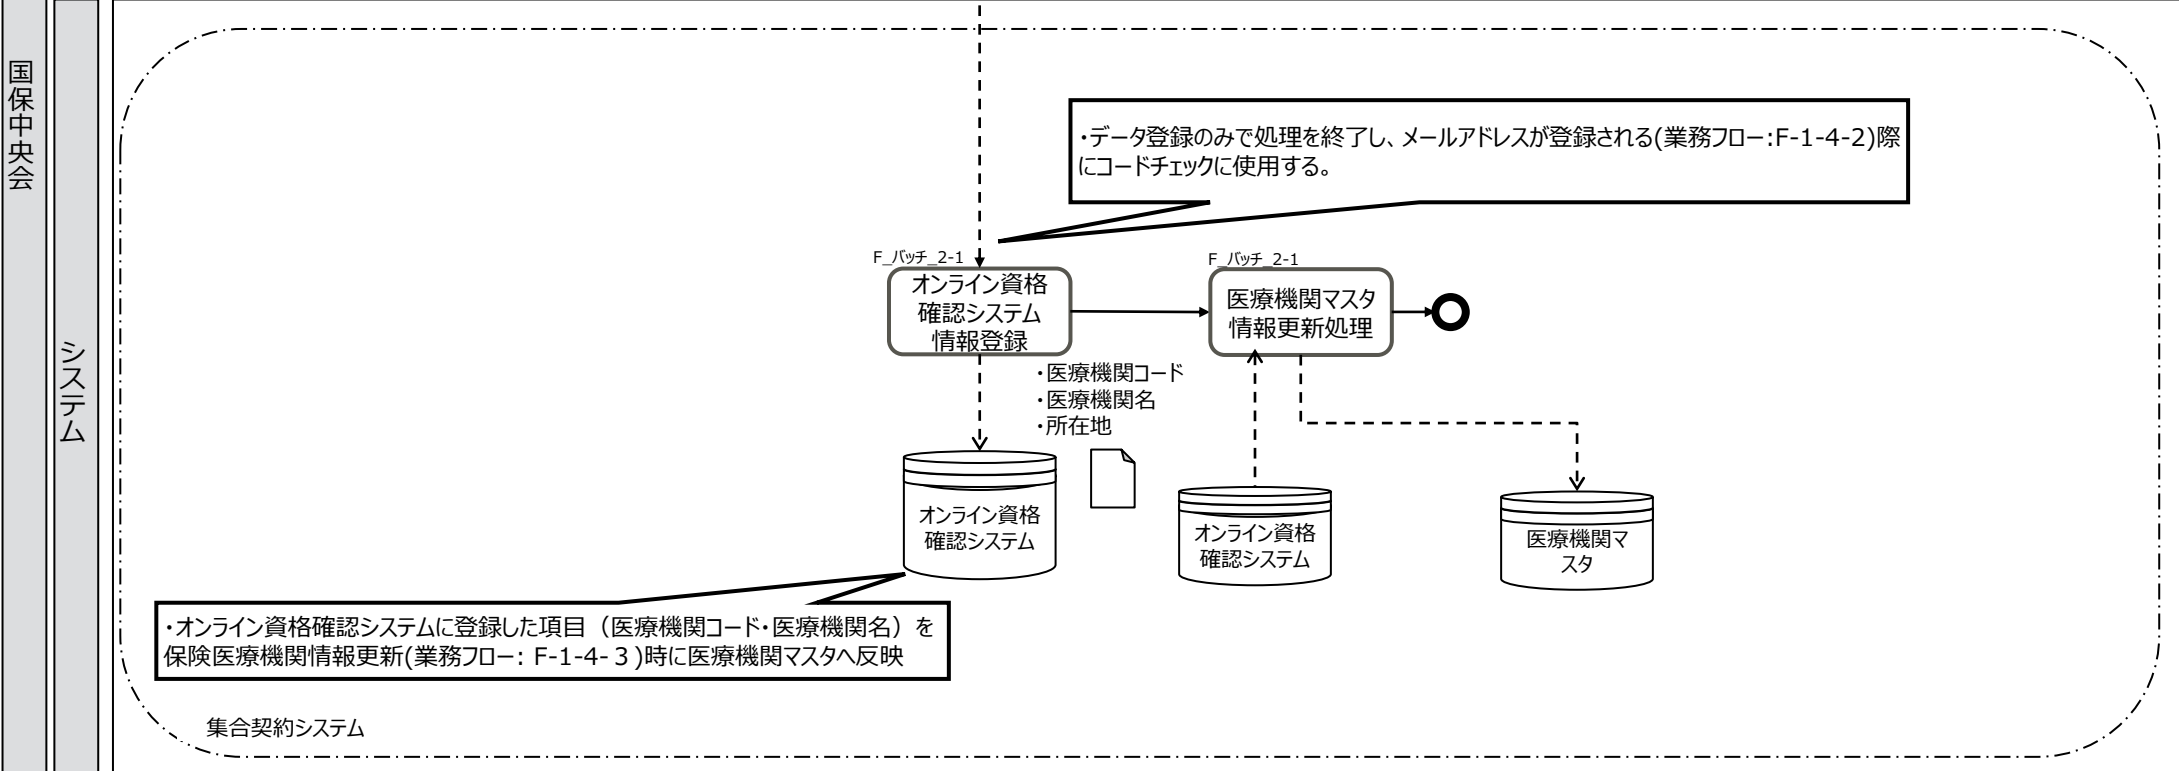 国保中央会
システム
・データ登録のみで処理を終了し、メールアドレスが登録される(業務フロー:F-1-4-2)際
にコードチェックに使用する。
F_バッチ_2-1
オンライン資格
確認システム
情報登録
F_バッチ_2-1
医療機関マスタ
情報更新処理
・医療機関コード
・医療機関名
・所在地
オンライン資格
確認システム
オンライン資格
確認システム
医療機関マ
スタ
・オンライン資格確認システムに登録した項目（医療機関コード・医療機関名）を
保険医療機関情報更新(業務フロー: F-1-4-３)時に医療機関マスタへ反映
集合契約システム